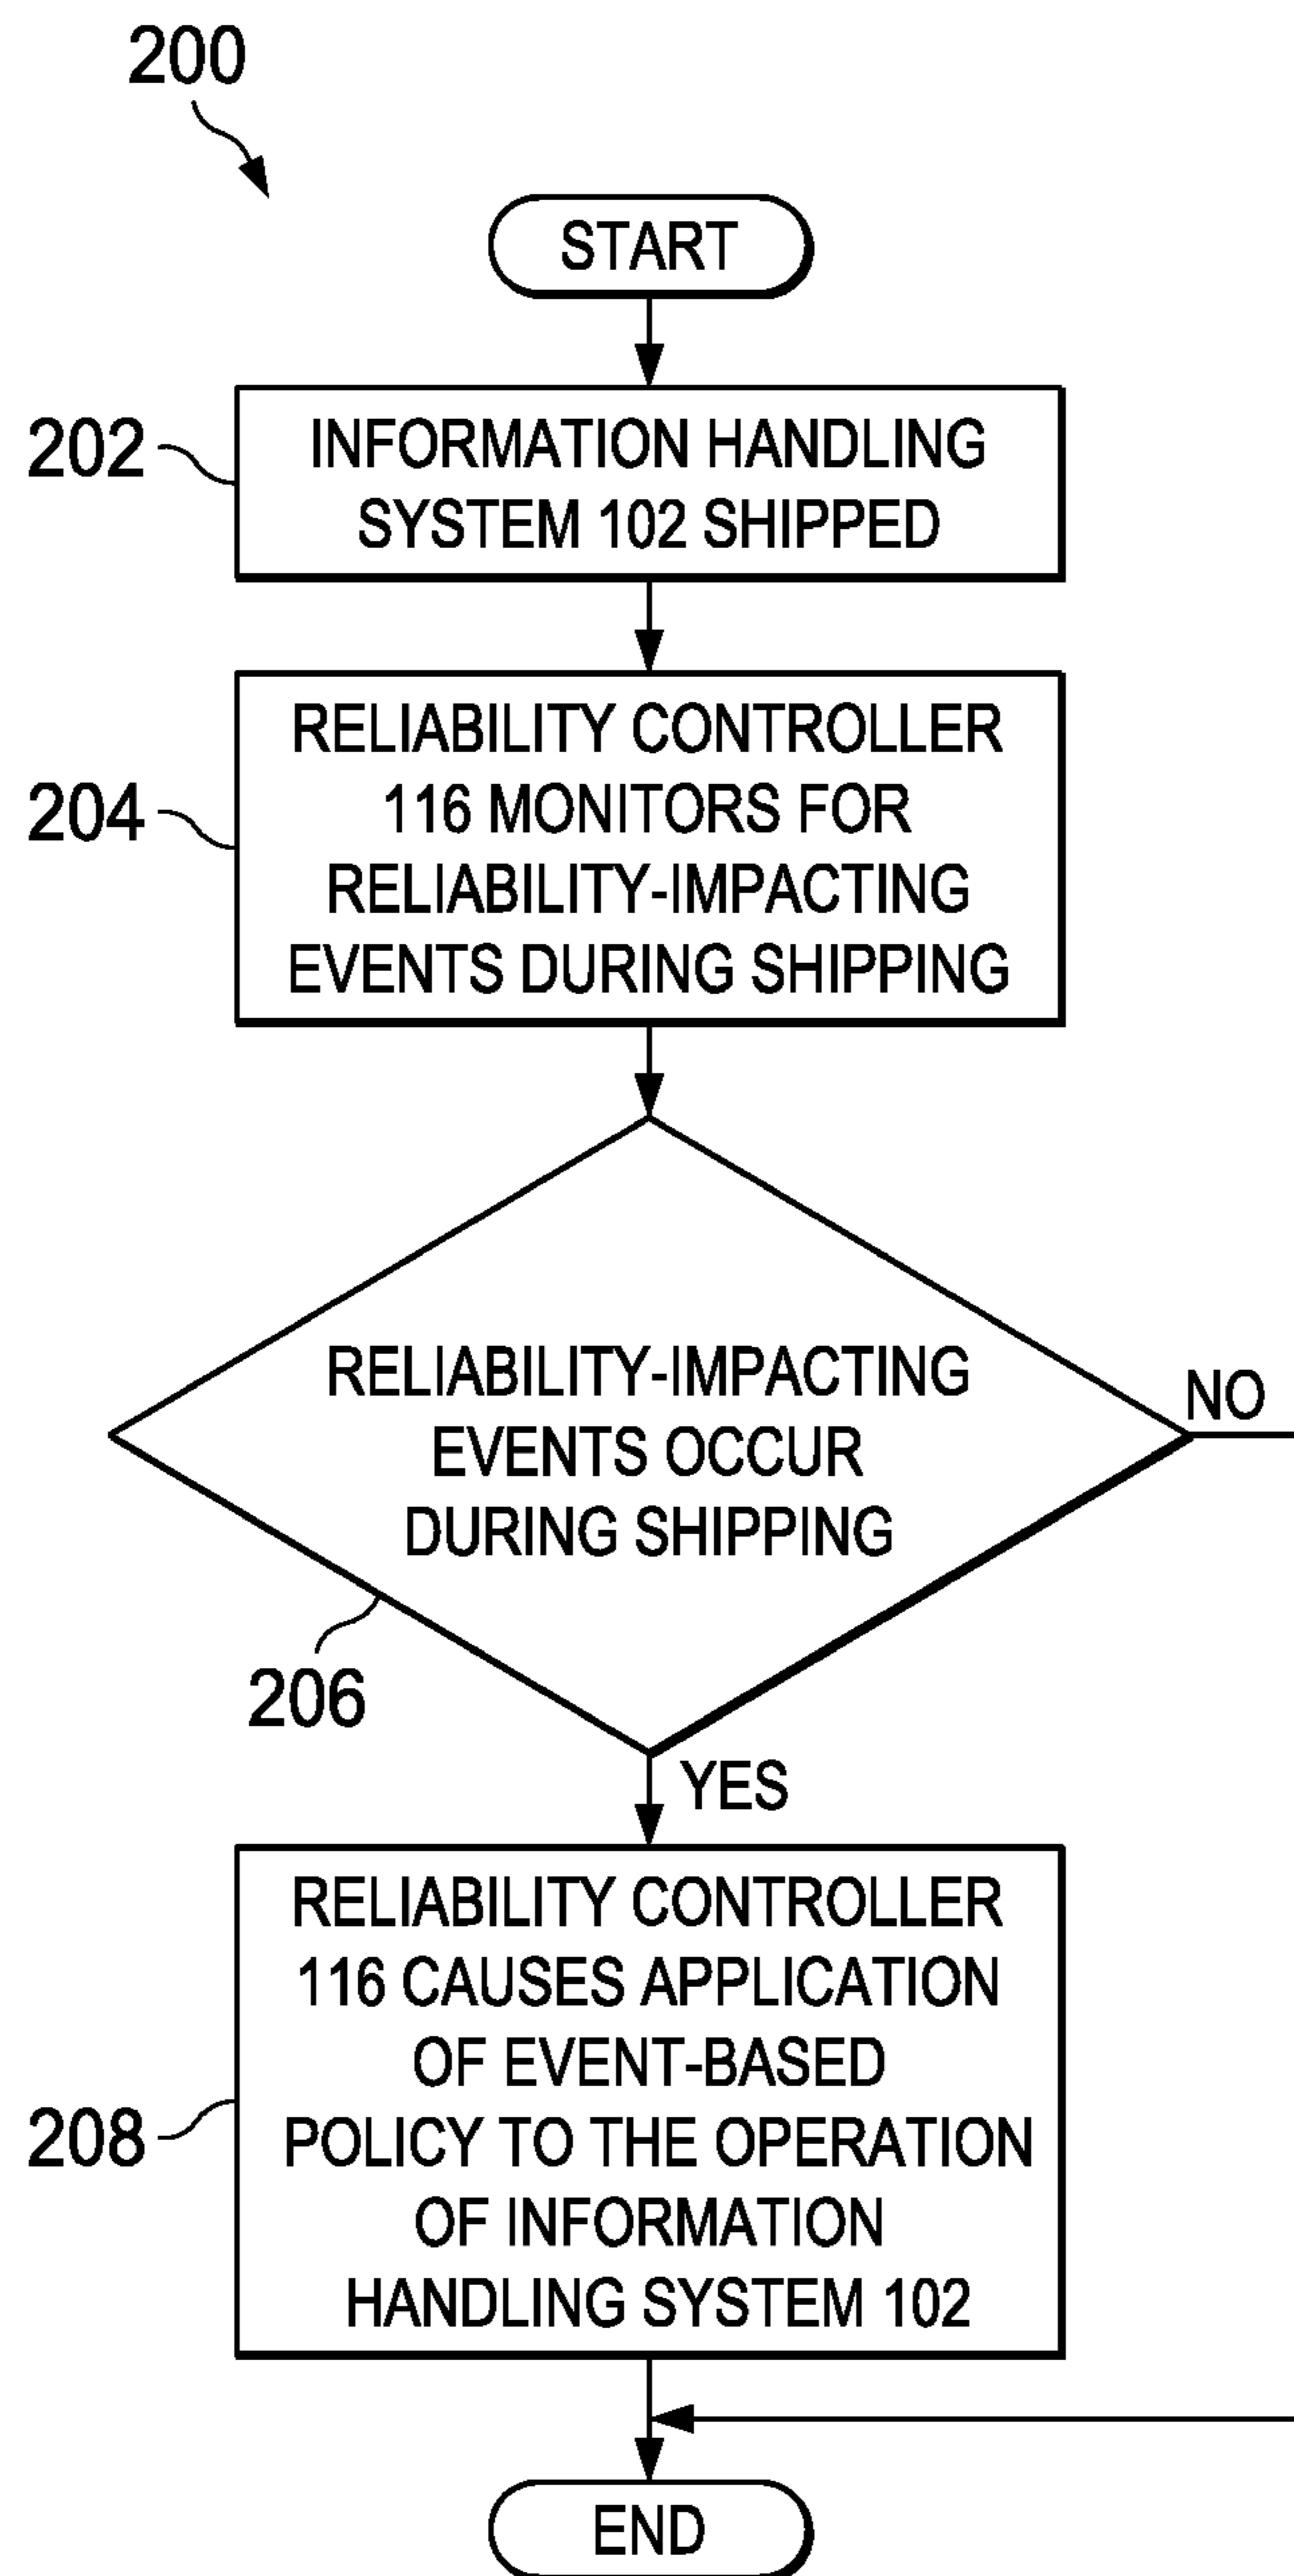 200
START
202
INFORMATION HANDLING
SYSTEM 102 SHIPPED
204
RELIABILITY CONTROLLER
116 MONITORS FOR
RELIABILITY-IMPACTING
EVENTS DURING SHIPPING
RELIABILITY-IMPACTING
EVENTS OCCUR
DURING SHIPPING
NO
206
YES
208
RELIABILITY CONTROLLER
116 CAUSES APPLICATION
OF EVENT-BASED
POLICY TO THE OPERATION
OF INFORMATION
HANDLING SYSTEM 102
END